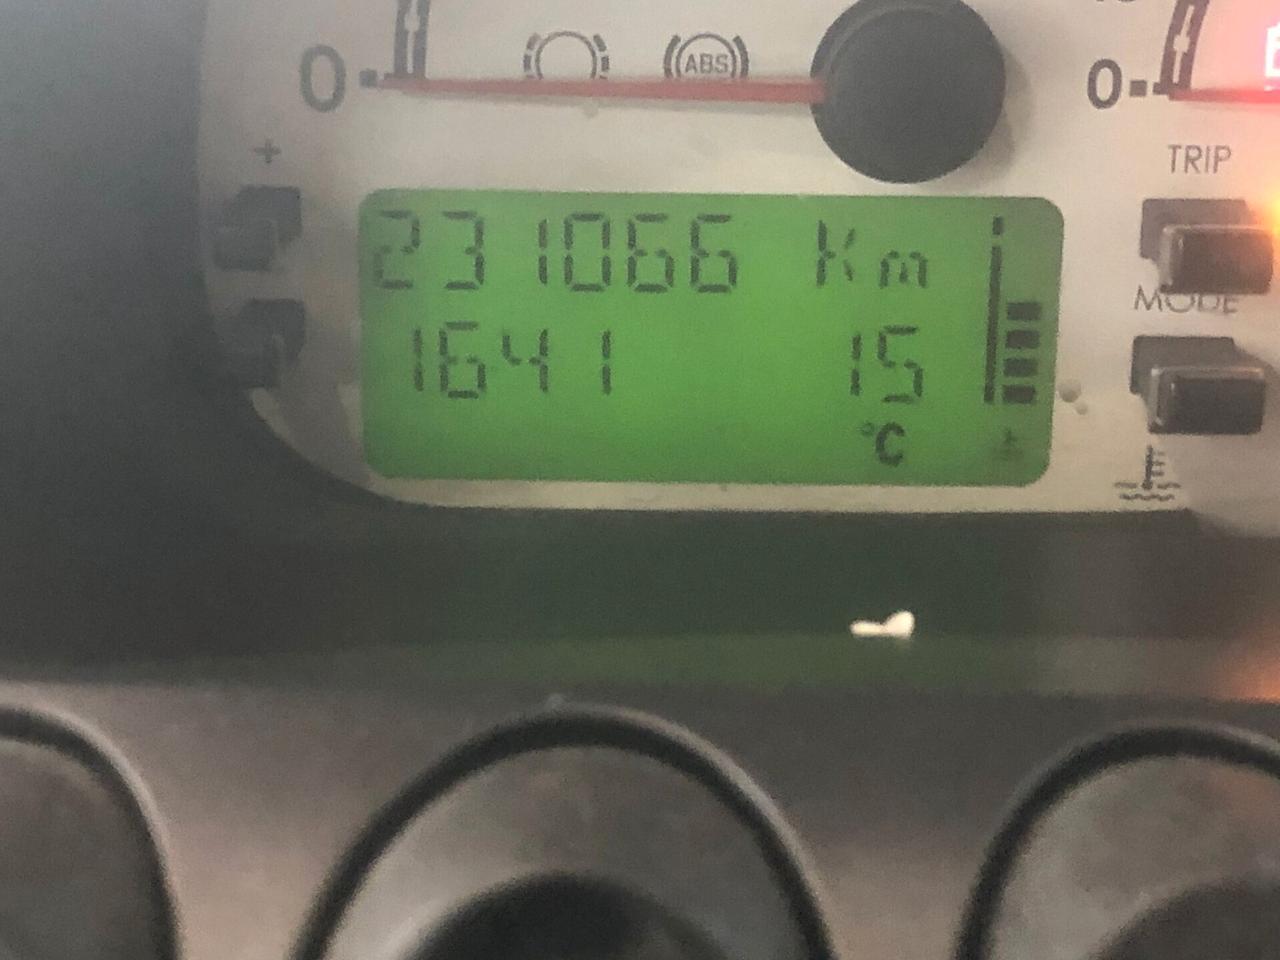 0
ABS
0
+
TRIP
231066 Km
MODE
1641 15
°C